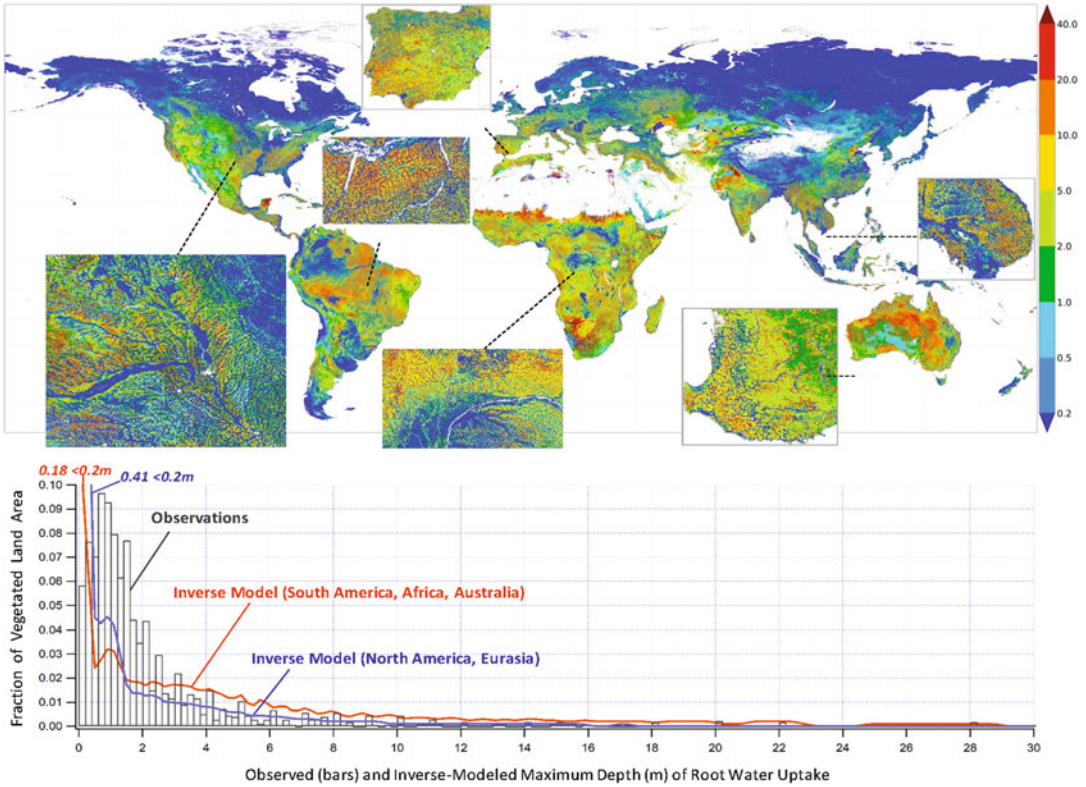 40.0
20.0
10.0
5.0
2.0
1.0
0.5
0.2
0.18 <0.2m
0.41 <0.2m
Fraction of Vegetated Land Area
0.10
0.09
0.08
0.07
0.06
0.05
0.04
0.03
0.02
0.01
0.00
Observations
Inverse Model (South America, Africa, Australia)
Inverse Model (North America, Eurasia)
0 2 4 6 8 10 12 14 16 18 20 22 24 26 28 30
Observed (bars) and Inverse-Modeled Maximum Depth (m) of Root Water Uptake